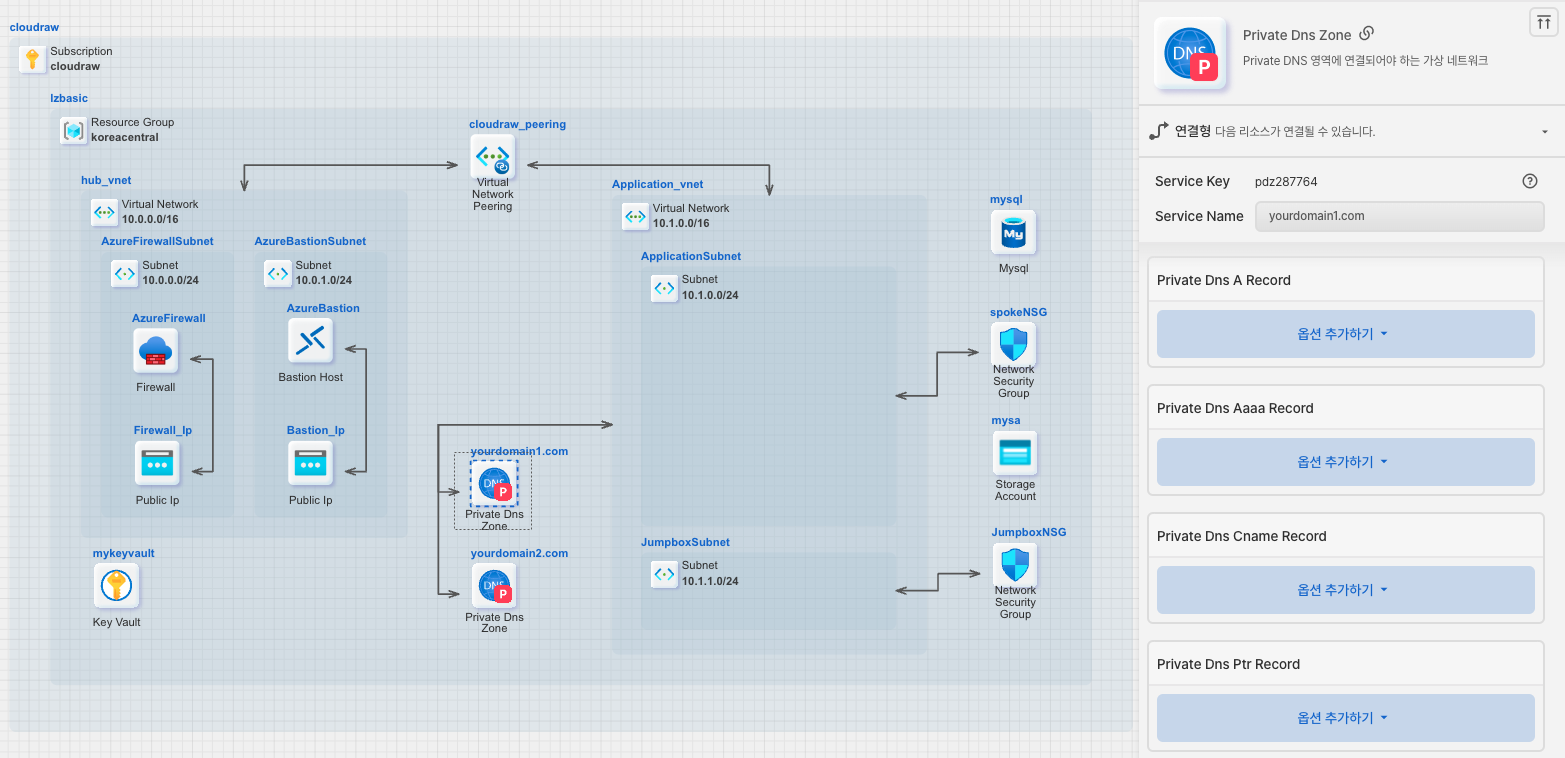 cloudraw
Subscription
cloudraw
lzbasic
Resource Group
koreacentral
cloudraw_peering
Virtual
Network
Peering
hub_vnet
Virtual Network
10.0.0.0/16
AzureFirewallSubnet
Subnet
10.0.0.0/24
AzureFirewall
Firewall
Firewall_Ip
Public Ip
AzureBastionSubnet
Subnet
10.0.1.0/24
AzureBastion
Bastion Host
Bastion_Ip
Public Ip
mykeyvault
Key Vault
yourdomain1.com
DNS
P
Private Dns
Zone
yourdomain2.com
DNS
P
Private Dns
Zone
Application_vnet
Virtual Network
10.1.0.0/16
ApplicationSubnet
Subnet
10.1.0.0/24
JumpboxSubnet
Subnet
10.1.1.0/24
mysql
My
Mysql
spokeNSG
Network
Security
Group
mysa
Storage
Account
JumpboxNSG
Network
Security
Group
DNS
P
Private Dns Zone
Private DNS 영역에 연결되어야 하는 가상 네트워크
연결형 다음 리소스가 연결될 수 있습니다.
Service Key pdz287764
Service Name yourdomain1.com
Private Dns A Record
옵션 추가하기
Private Dns Aaaa Record
옵션 추가하기
Private Dns Cname Record
옵션 추가하기
Private Dns Ptr Record
옵션 추가하기